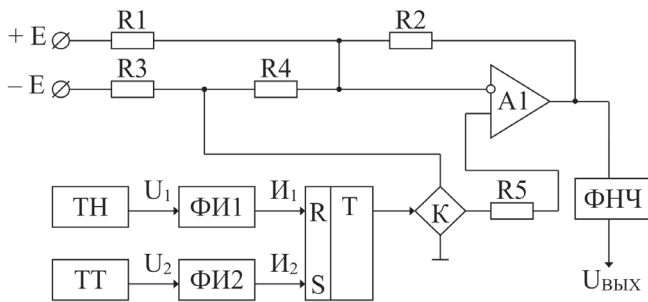 R1
R2
+ E
R3
R4
– E
A1
U₁
И₁
R5
ТН
ФИ1
R
Т
К
ФНЧ
U₂
И₂
ТТ
ФИ2
S
Uвых